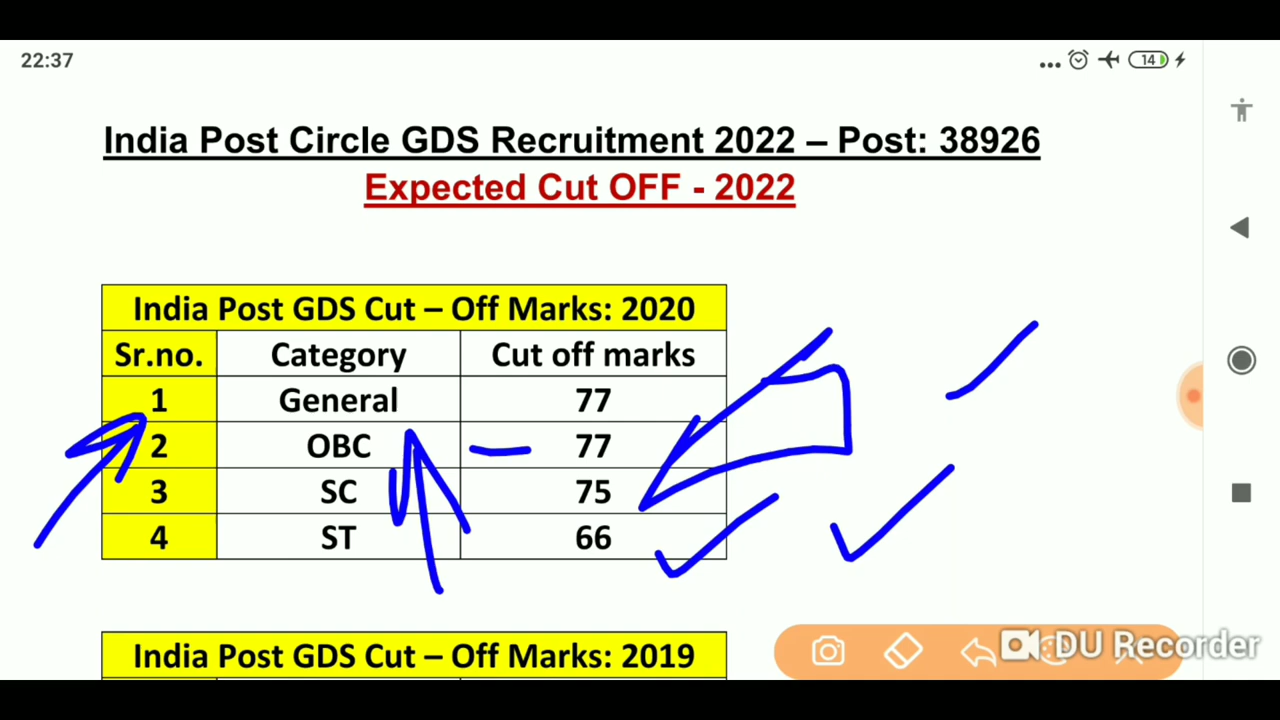 22:37
14
India Post Circle GDS Recruitment 2022 – Post: 38926
Expected Cut OFF - 2022
India Post GDS Cut – Off Marks: 2020
Sr.no. Category Cut off marks
1 General 77
2 OBC 77
3 SC 75
4 ST 66
India Post GDS Cut – Off Marks: 2019
DU Recorder